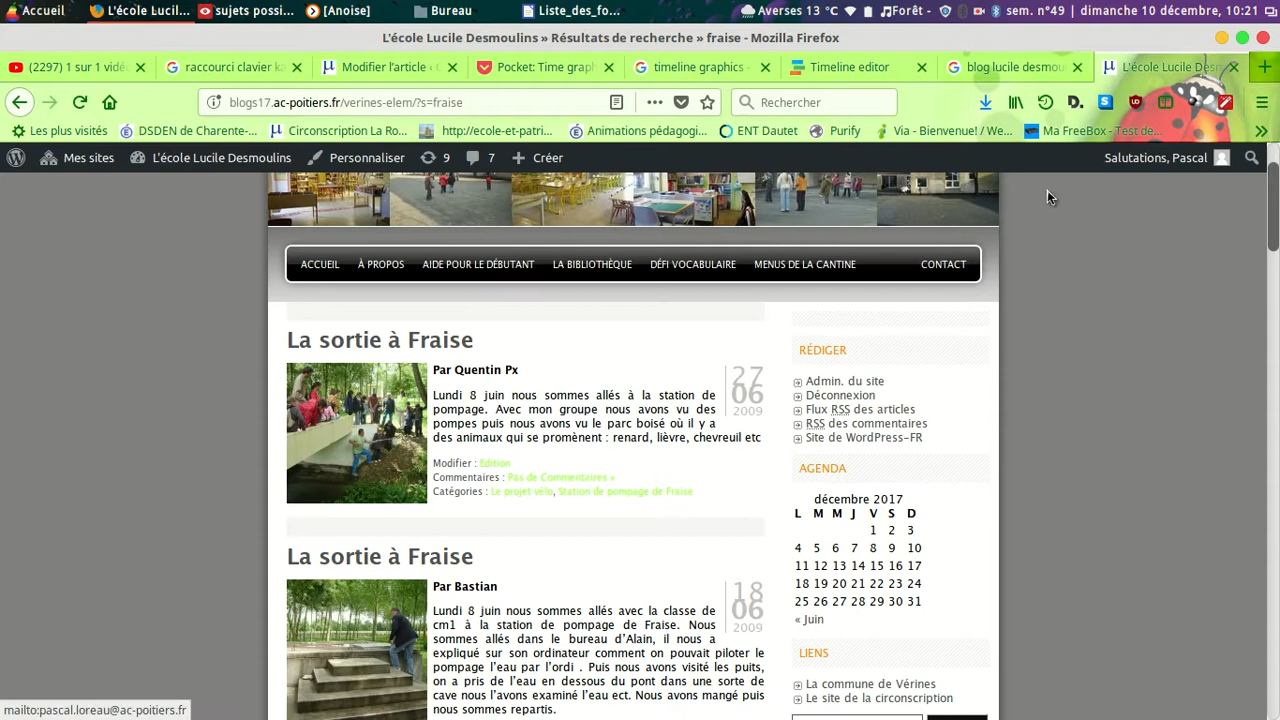 Accueil L'école Lucil... sujets possi... [Anoise] Bureau Liste_des_fo... Averses 13 °C Forêt - sem. n°49 | dimanche 10 décembre, 10:21
L'école Lucile Desmoulins » Résultats de recherche » fraise - Mozilla Firefox
(2297) 1 sur 1 vidé raccourci clavier ka Modifier l'article ‹ Pocket: Time graph timeline graphics - Timeline editor blog lucile desmou L'école Lucile Desm
blogs17.ac-poitiers.fr/verines-elem/?s=fraise Rechercher
Les plus visités DSDEN de Charente-... Circonscription La Ro... http://ecole-et-patri... Animations pédagogi... ENT Dautet Purify Via - Bienvenue! / We... Ma FreeBox - Test de...
Mes sites L'école Lucile Desmoulins Personnaliser 9 7 Créer Salutations, Pascal
ACCUEIL À PROPOS AIDE POUR LE DÉBUTANT LA BIBLIOTHÈQUE DÉFI VOCABULAIRE MENUS DE LA CANTINE CONTACT
La sortie à Fraise
Par Quentin Px
27
06
2009
Lundi 8 juin nous sommes allés à la station de
pompage. Avec mon groupe nous avons vu des
pompes puis nous avons vu le parc boisé où il y a
des animaux qui se promènent : renard, lièvre, chevreuil etc
Modifier : Edition
Commentaires : Pas de Commentaires »
Catégories : Le projet vélo, Station de pompage de Fraise
La sortie à Fraise
Par Bastian
18
06
2009
Lundi 8 juin nous sommes allés avec la classe de
cm1 à la station de pompage de Fraise. Nous
sommes allés dans le bureau d'Alain, il nous a
expliqué sur son ordinateur comment on pouvait piloter le
pompage l'eau par l'ordi . Puis nous avons visité les puits,
on a pris de l'eau en dessous du pont dans une sorte de
cave nous l'avons examiné l'eau ect. Nous avons mangé puis
nous sommes repartis.
RÉDIGER
Admin. du site
Déconnexion
Flux RSS des articles
RSS des commentaires
Site de WordPress-FR
AGENDA
décembre 2017
L M M J V S D
1 2 3
4 5 6 7 8 9 10
11 12 13 14 15 16 17
18 19 20 21 22 23 24
25 26 27 28 29 30 31
« Juin
LIENS
La commune de Vérines
Le site de la circonscription
mailto:pascal.loreau@ac-poitiers.fr